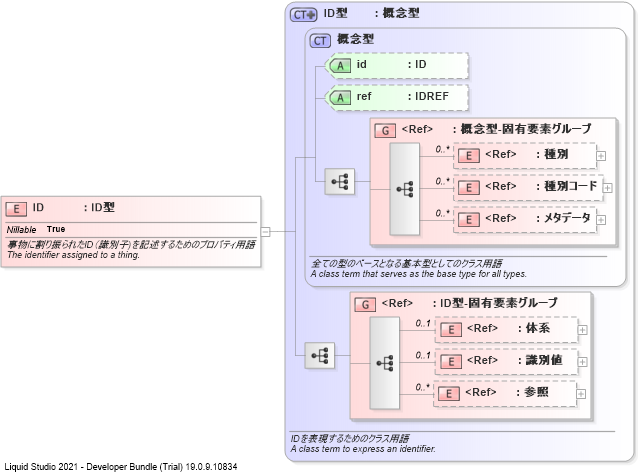 CT ID型 : 概念型
CT 概念型
A id : ID
A ref : IDREF
G <Ref> : 概念型-固有要素グループ
0..*
E <Ref> : 種別
0..*
E <Ref> : 種別コード
0..*
E <Ref> : メタデータ
E ID : ID型
Nillable True
事物に割り振られたID (識別子)を記述するためのプロパティ用語
The identifier assigned to a thing.
全ての型のベースとなる基本型としてのクラス用語
A class term that serves as the base type for all types.
G <Ref> : ID型-固有要素グループ
0..1
E <Ref> : 体系
0..1
E <Ref> : 識別値
0..*
E <Ref> : 参照
IDを表現するためのクラス用語
A class term to express an identifier.
Liquid Studio 2021 - Developer Bundle (Trial) 19.0.9.10834